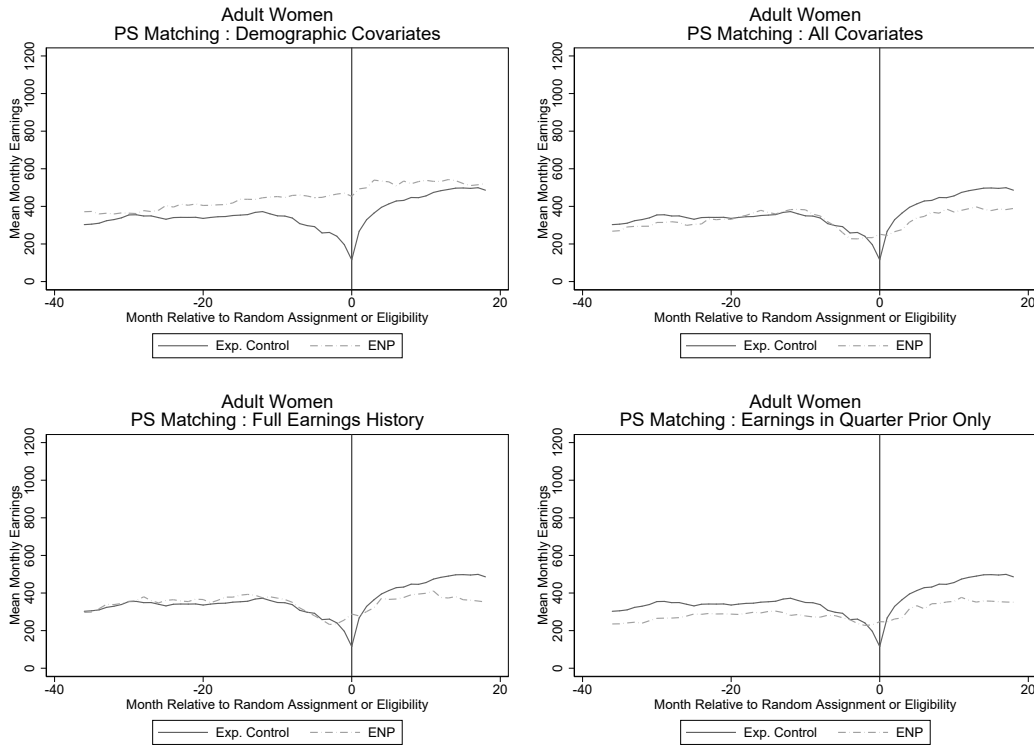 Adult Women
PS Matching : Demographic Covariates
Mean Monthly Earnings
0 200 400 600 800 1000 1200
-40 -20 0 20
Month Relative to Random Assignment or Eligibility
Exp. Control ENP
Adult Women
PS Matching : All Covariates
Mean Monthly Earnings
0 200 400 600 800 1000 1200
-40 -20 0 20
Month Relative to Random Assignment or Eligibility
Exp. Control ENP
Adult Women
PS Matching : Full Earnings History
Mean Monthly Earnings
0 200 400 600 800 1000 1200
-40 -20 0 20
Month Relative to Random Assignment or Eligibility
Exp. Control ENP
Adult Women
PS Matching : Earnings in Quarter Prior Only
Mean Monthly Earnings
0 200 400 600 800 1000 1200
-40 -20 0 20
Month Relative to Random Assignment or Eligibility
Exp. Control ENP